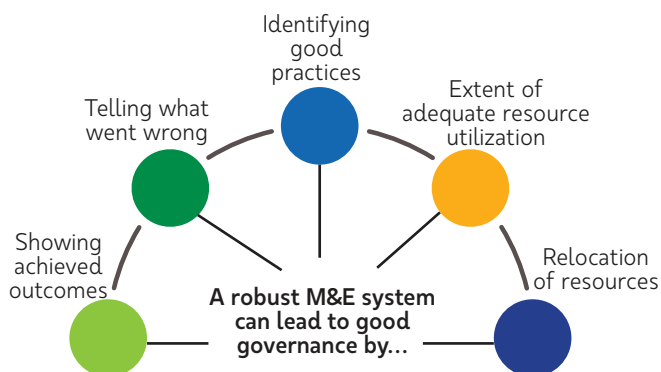 Identifying
good
practices
Extent of
adequate resource
utilization
Telling what
went wrong
Showing
achieved
outcomes
Relocation
of resources
A robust M&E system
can lead to good
governance by...